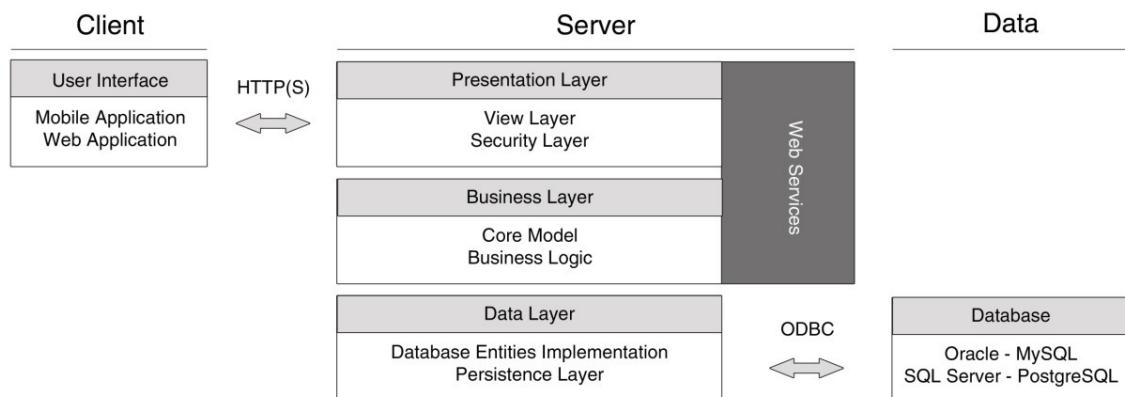 Client
Server
Data
User Interface
Mobile Application
Web Application
HTTP(S)
Presentation Layer
View Layer
Security Layer
Web Services
Business Layer
Core Model
Business Logic
Data Layer
Database Entities Implementation
Persistence Layer
ODBC
Database
Oracle - MySQL
SQL Server - PostgreSQL